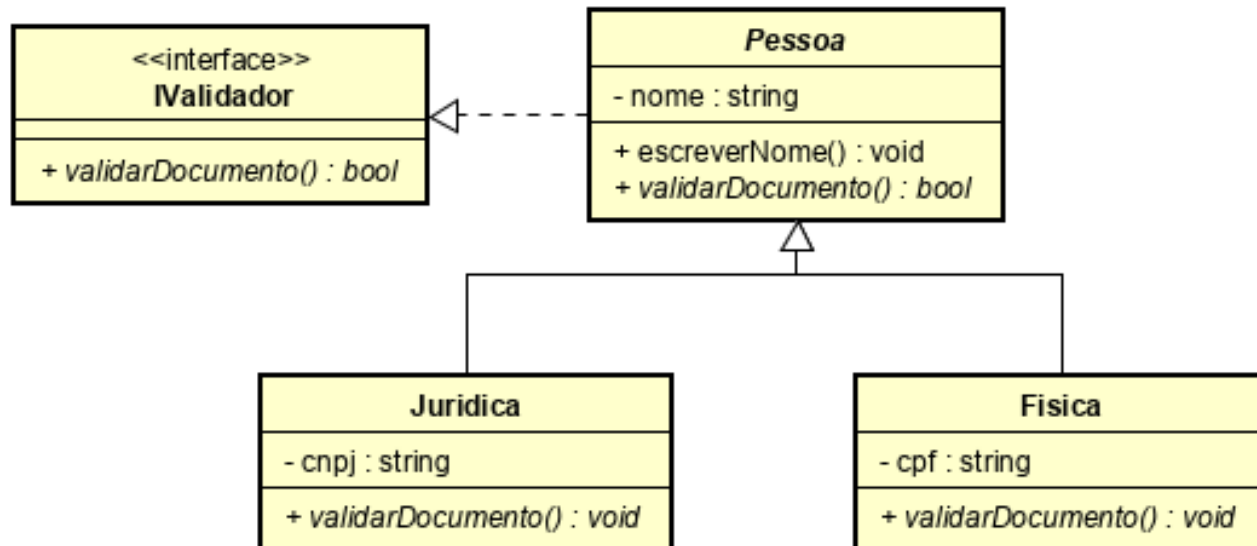 <<interface>>
IValidador
+ validarDocumento() : bool
Pessoa
- nome : string
+ escreverNome() : void
+ validarDocumento() : bool
Juridica
- cnpj : string
+ validarDocumento() : void
Fisica
- cpf : string
+ validarDocumento() : void